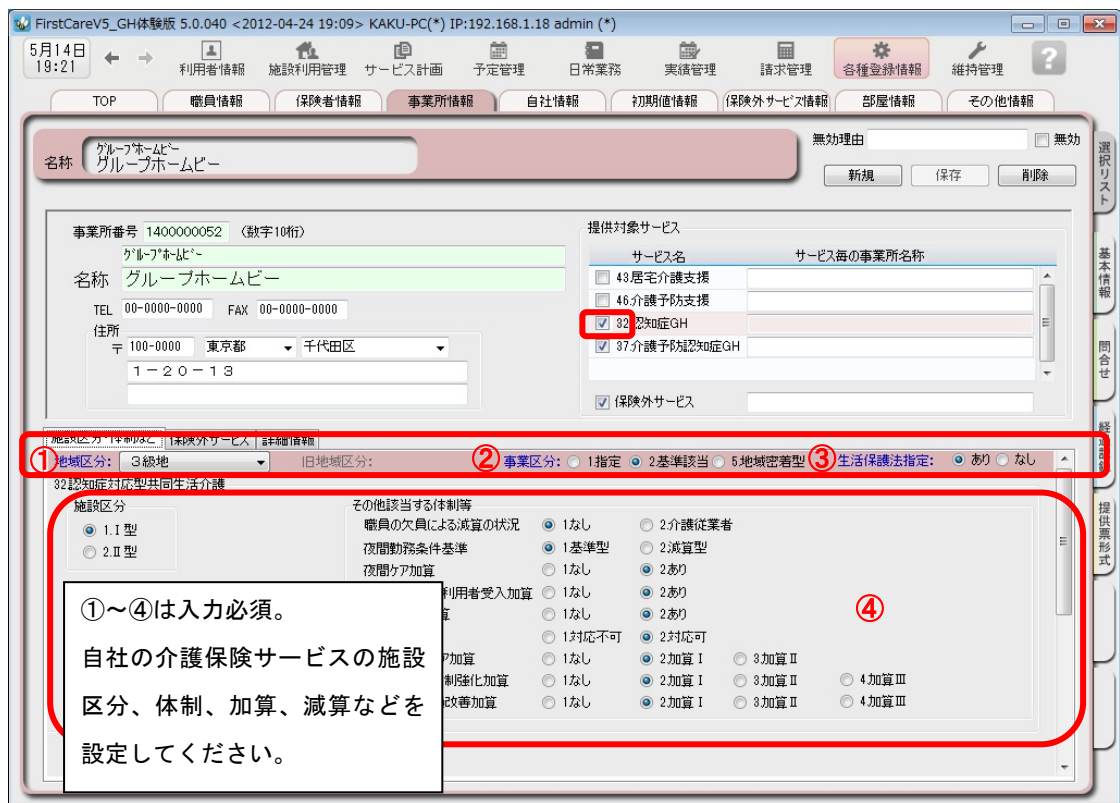 FirstCareV5_GH体験版 5.0.040 <2012-04-24 19:09> KAKU-PC(*) IP:192.168.1.18 admin (*)
5月14日
19:21
利用者情報 施設利用管理 サービス計画 予定管理 日常業務 実績管理 請求管理 各種登録情報 維持管理 ?
TOP 職員情報 保険者情報 事業所情報 自社情報 初期値情報 保険外サービス情報 部屋情報 その他情報
無効理由 無効
名称 グループホームビー
グループホームビー
新規 保存 削除
選択リスト
基本情報
問合せ
提供票形式
事業所番号 1400000052 (数字10桁)
グループホームビー
名称 グループホームビー
TEL 00-0000-0000 FAX 00-0000-0000
住所
〒 100-0000 東京都 千代田区
1-20-13
提供対象サービス
サービス名 サービス毎の事業所名称
43居宅介護支援
46介護予防支援
32認知症GH
37介護予防認知症GH
保険外サービス
施設区分・体制など 保険外サービス 詳細情報
① 地域区分: 3級地 旧地域区分: ② 事業区分: 1指定 2基準該当 5地域密着型 ③ 生活保護法指定: あり なし
32認知症対応型共同生活介護
施設区分
1.Ⅰ型
2.Ⅱ型
その他該当する体制等
職員の欠員による減算の状況 1なし 2介護従業者
夜間勤務条件基準 1基準型 2減算型
夜間ケア加算 1なし 2あり
利用者受入加算 1なし 2あり
算 1なし 2あり
1対応不可 2対応可
ア加算 1なし 2加算Ⅰ 3加算Ⅱ
制強化加算 1なし 2加算Ⅰ 3加算Ⅱ 4加算Ⅲ
改善加算 1なし 2加算Ⅰ 3加算Ⅱ 4加算Ⅲ
④
①~④は入力必須。
自社の介護保険サービスの施設
区分、体制、加算、減算などを
設定してください。